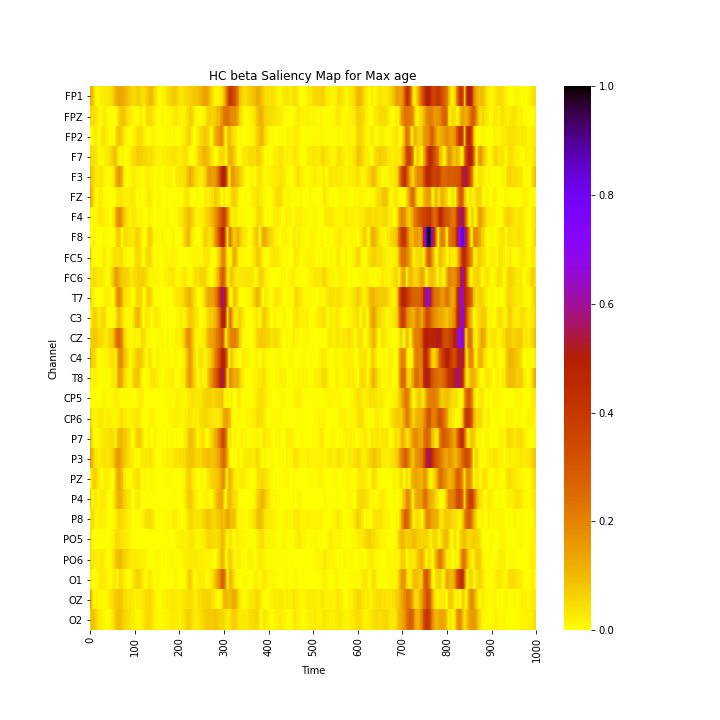 HC beta Saliency Map for Max age
Channel
FP1
FPZ
FP2
F7
F3
FZ
F4
F8
FC5
FC6
T7
C3
CZ
C4
T8
CP5
CP6
P7
P3
PZ
P4
P8
PO5
PO6
O1
OZ
O2
0
100
200
300
400
500
600
700
800
900
1000
Time
1.0
0.8
0.6
0.4
0.2
0.0